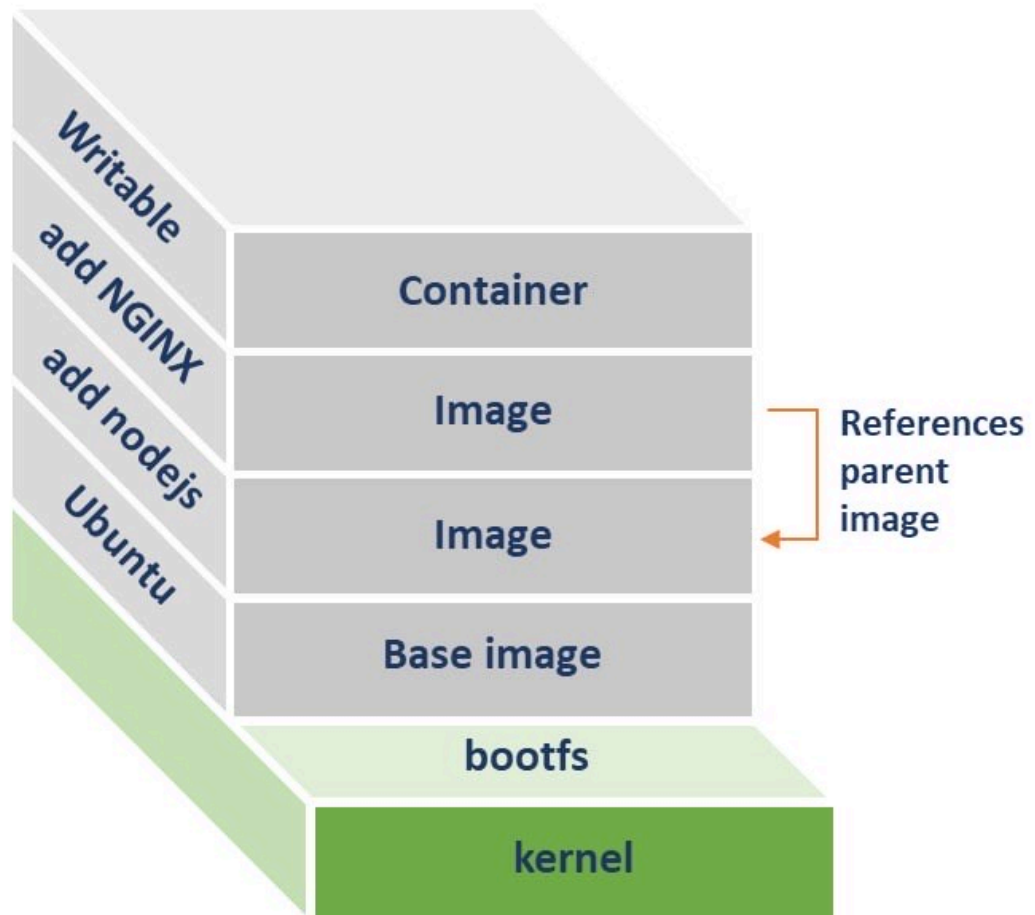 Writable
add NGINX
add nodejs
Ubuntu
Container
Image
Image
Base image
bootfs
kernel
References
parent
image